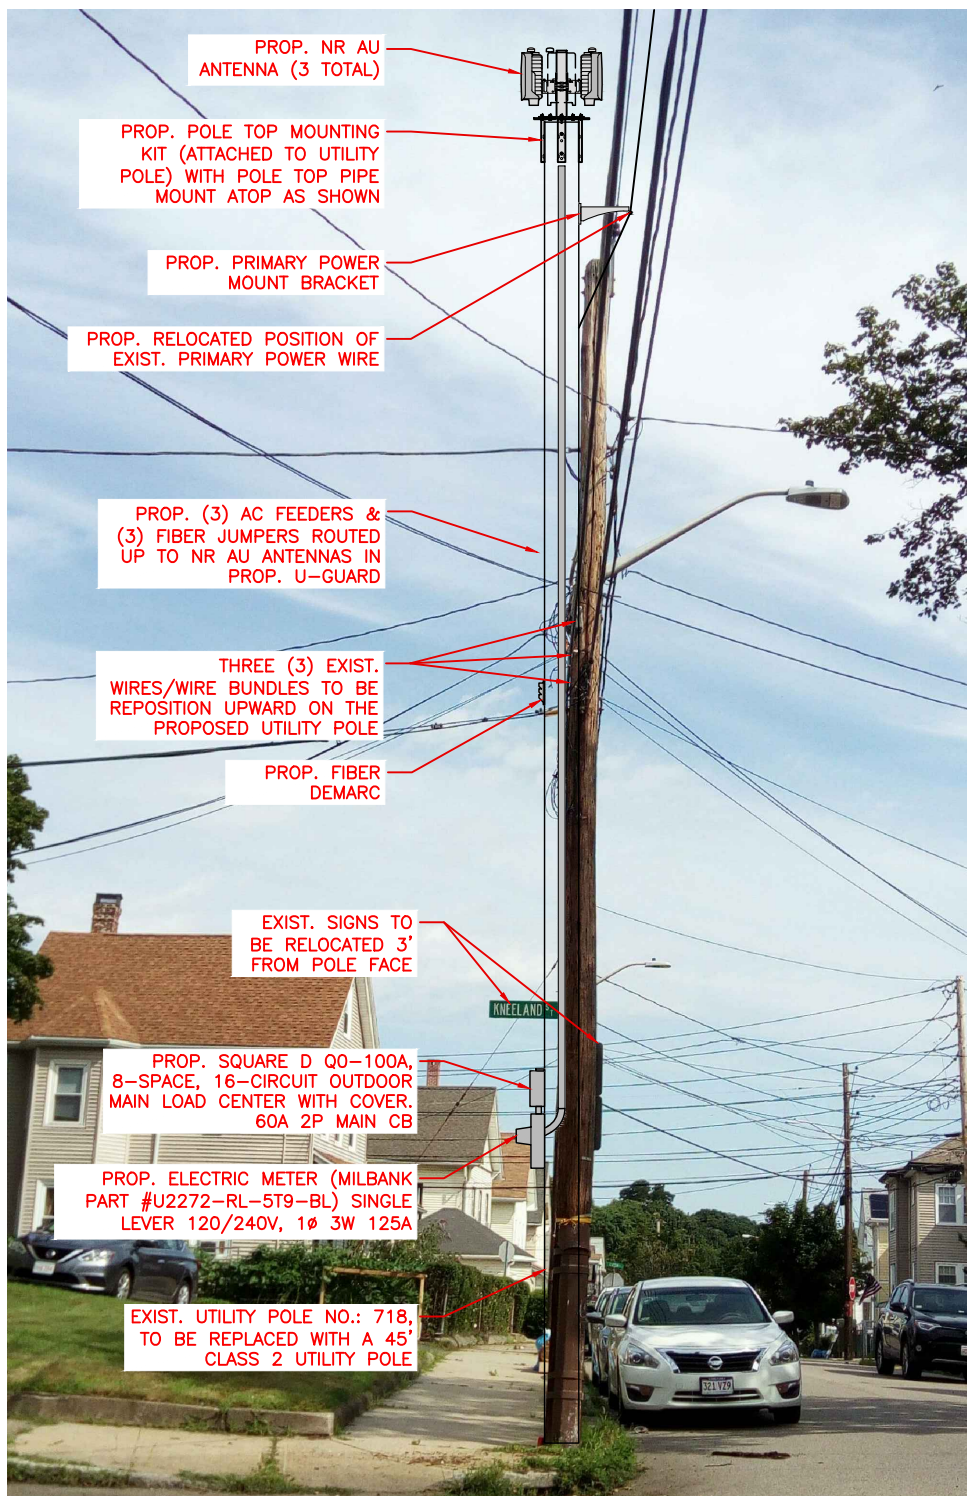 PROP. NR AU
ANTENNA (3 TOTAL)
PROP. POLE TOP MOUNTING
KIT (ATTACHED TO UTILITY
POLE) WITH POLE TOP PIPE
MOUNT ATOP AS SHOWN
PROP. PRIMARY POWER
MOUNT BRACKET
PROP. RELOCATED POSITION OF
EXIST. PRIMARY POWER WIRE
PROP. (3) AC FEEDERS &
(3) FIBER JUMPERS ROUTED
UP TO NR AU ANTENNAS IN
PROP. U-GUARD
THREE (3) EXIST.
WIRES/WIRE BUNDLES TO BE
REPOSITION UPWARD ON THE
PROPOSED UTILITY POLE
PROP. FIBER
DEMARC
EXIST. SIGNS TO
BE RELOCATED 3'
FROM POLE FACE
KNEELAND ST
PROP. SQUARE D QO-100A,
8-SPACE, 16-CIRCUIT OUTDOOR
MAIN LOAD CENTER WITH COVER.
60A 2P MAIN CB
PROP. ELECTRIC METER (MILBANK
PART #U2272-RL-5T9-BL) SINGLE
LEVER 120/240V, 1ø 3W 125A
EXIST. UTILITY POLE NO.: 718,
TO BE REPLACED WITH A 45'
CLASS 2 UTILITY POLE
321 VZ9